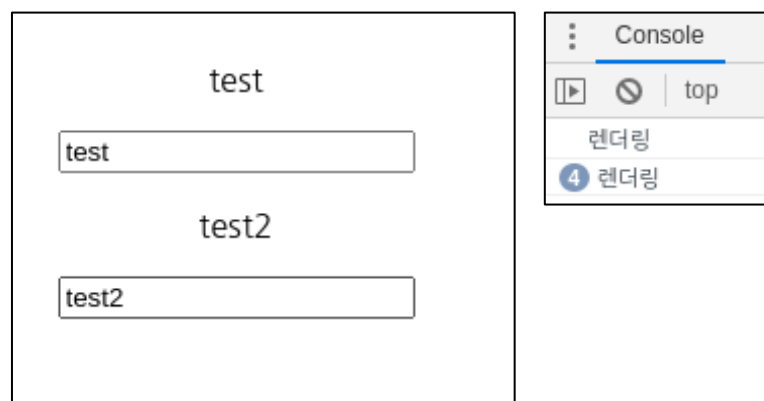 test
test
test2
test2
Console
top
렌더링
4 렌더링